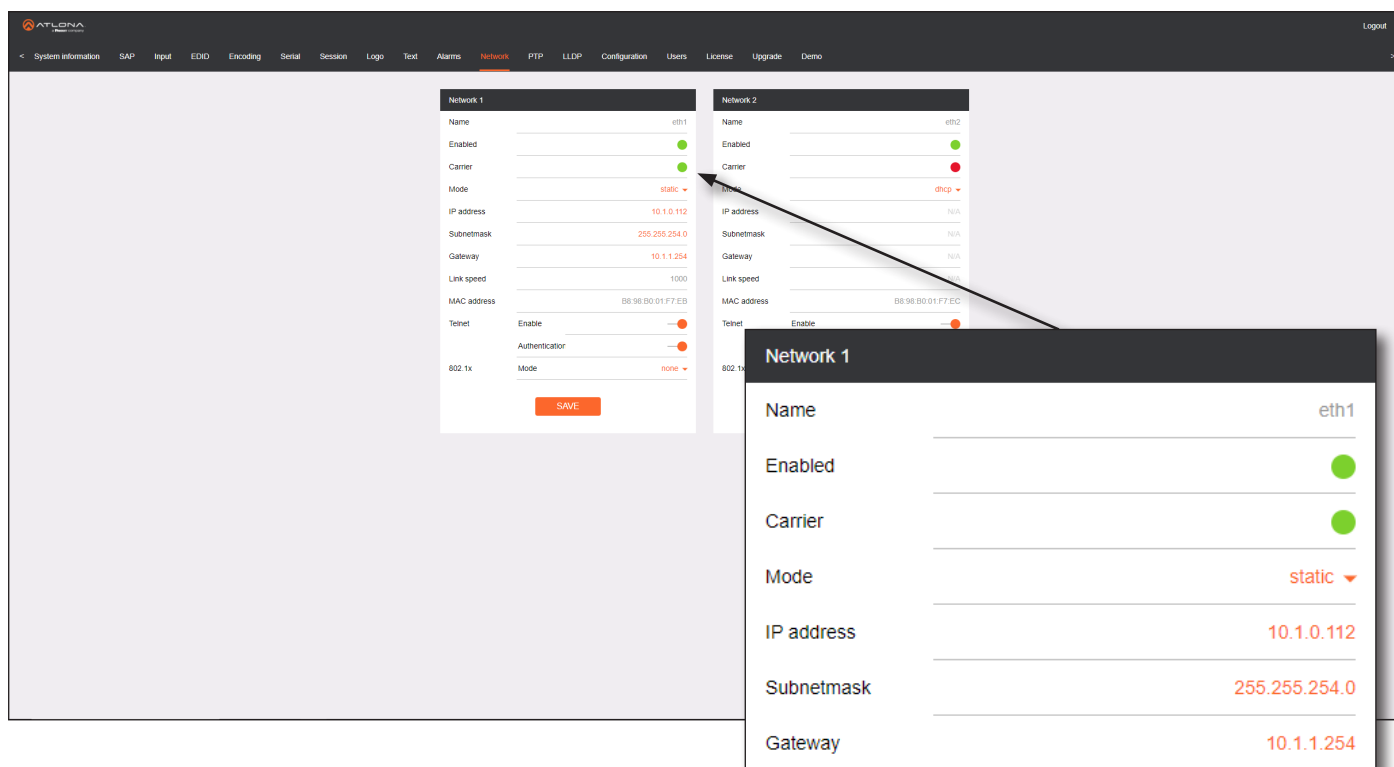 ATLONA
Logout
< System information SAP Input EDID Encoding Serial Session Logo Text Alarms Network PTP LLDP Configuration Users License Upgrade Demo >
Network 1
Name eth1
Enabled
Carrier
Mode static
IP address 10.1.0.112
Subnetmask 255.255.254.0
Gateway 10.1.1.254
Link speed 1000
MAC address B8:98:B0:01:F7:EB
Telnet Enable
Authentication
802.1x Mode none
SAVE
Network 2
Name eth2
Enabled
Carrier
Mode dhcp
IP address N/A
Subnetmask N/A
Gateway N/A
Link speed N/A
MAC address B8:98:B0:01:F7:EC
Telnet Enable
802.1x
Network 1
Name eth1
Enabled
Carrier
Mode static
IP address 10.1.0.112
Subnetmask 255.255.254.0
Gateway 10.1.1.254